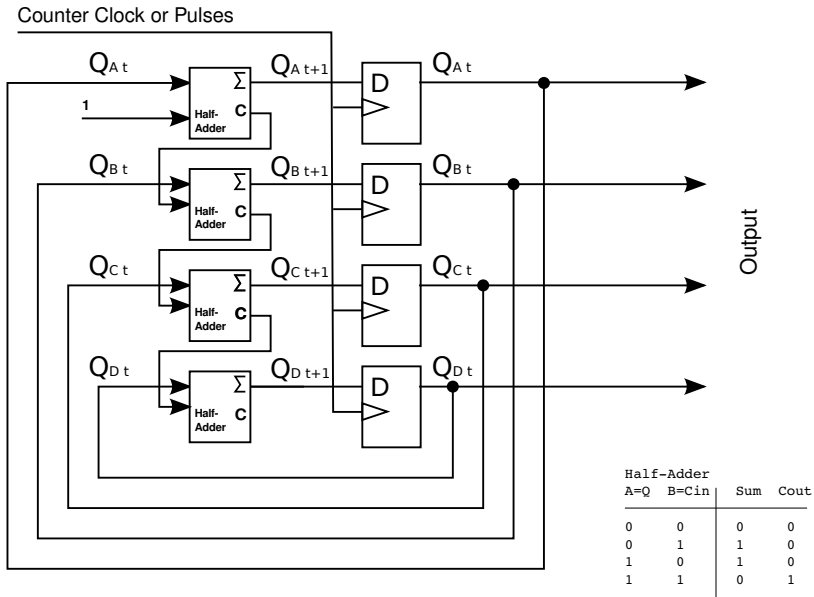 Counter Clock or Pulses
QA t
Σ
QA t+1
D
QA t
1
Half-
Adder
C
QB t
Σ
QB t+1
D
QB t
Half-
Adder
C
Output
QC t
Σ
QC t+1
D
QC t
Half-
Adder
C
QD t
Σ
QD t+1
D
QD t
Half-
Adder
C
Half-Adder
A=Q B=Cin Sum Cout
0 0 0 0
0 1 1 0
1 0 1 0
1 1 0 1